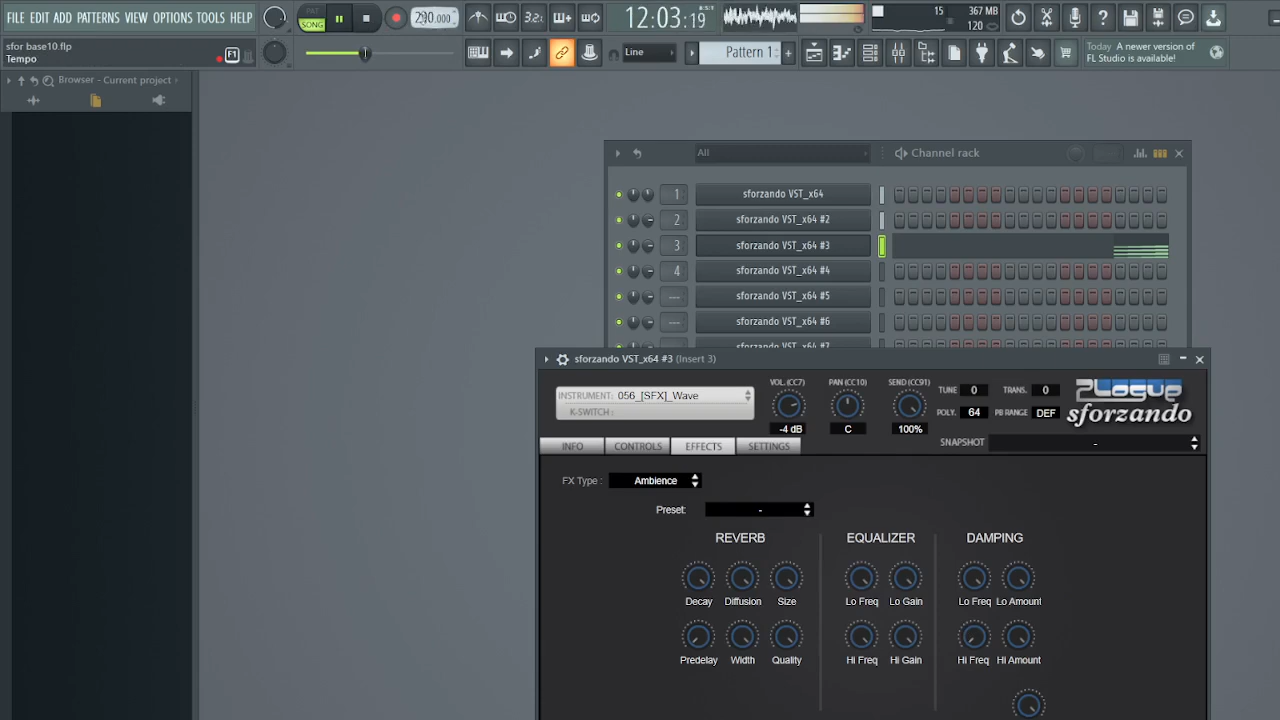 FILE EDIT ADD PATTERNS VIEW OPTIONS TOOLS HELP
PAT
SONG
12:03:19
15
367 MB
120
sfor base10.flp
Tempo
F1
Line
Pattern 1
Today A newer version of
FL Studio is available!
Browser - Current project
All
Channel rack
1 sforzando VST_x64
2 sforzando VST_x64 #2
3 sforzando VST_x64 #3
4 sforzando VST_x64 #4
--- sforzando VST_x64 #5
--- sforzando VST_x64 #6
sforzando VST_x64 #3 (Insert 3)
INSTRUMENT: 056_[SFX]_Wave
K-SWITCH :
VOL. (CC7) PAN (CC10) SEND (CC91)
-4 dB C 100%
TUNE 0 TRANS. 0
POLY. 64 PB RANGE DEF
Plogue
sforzando
SNAPSHOT -
INFO CONTROLS EFFECTS SETTINGS
FX Type : Ambience
Preset: -
REVERB EQUALIZER DAMPING
Decay Diffusion Size Lo Freq Lo Gain Lo Freq Lo Amount
Predelay Width Quality Hi Freq Hi Gain Hi Freq Hi Amount